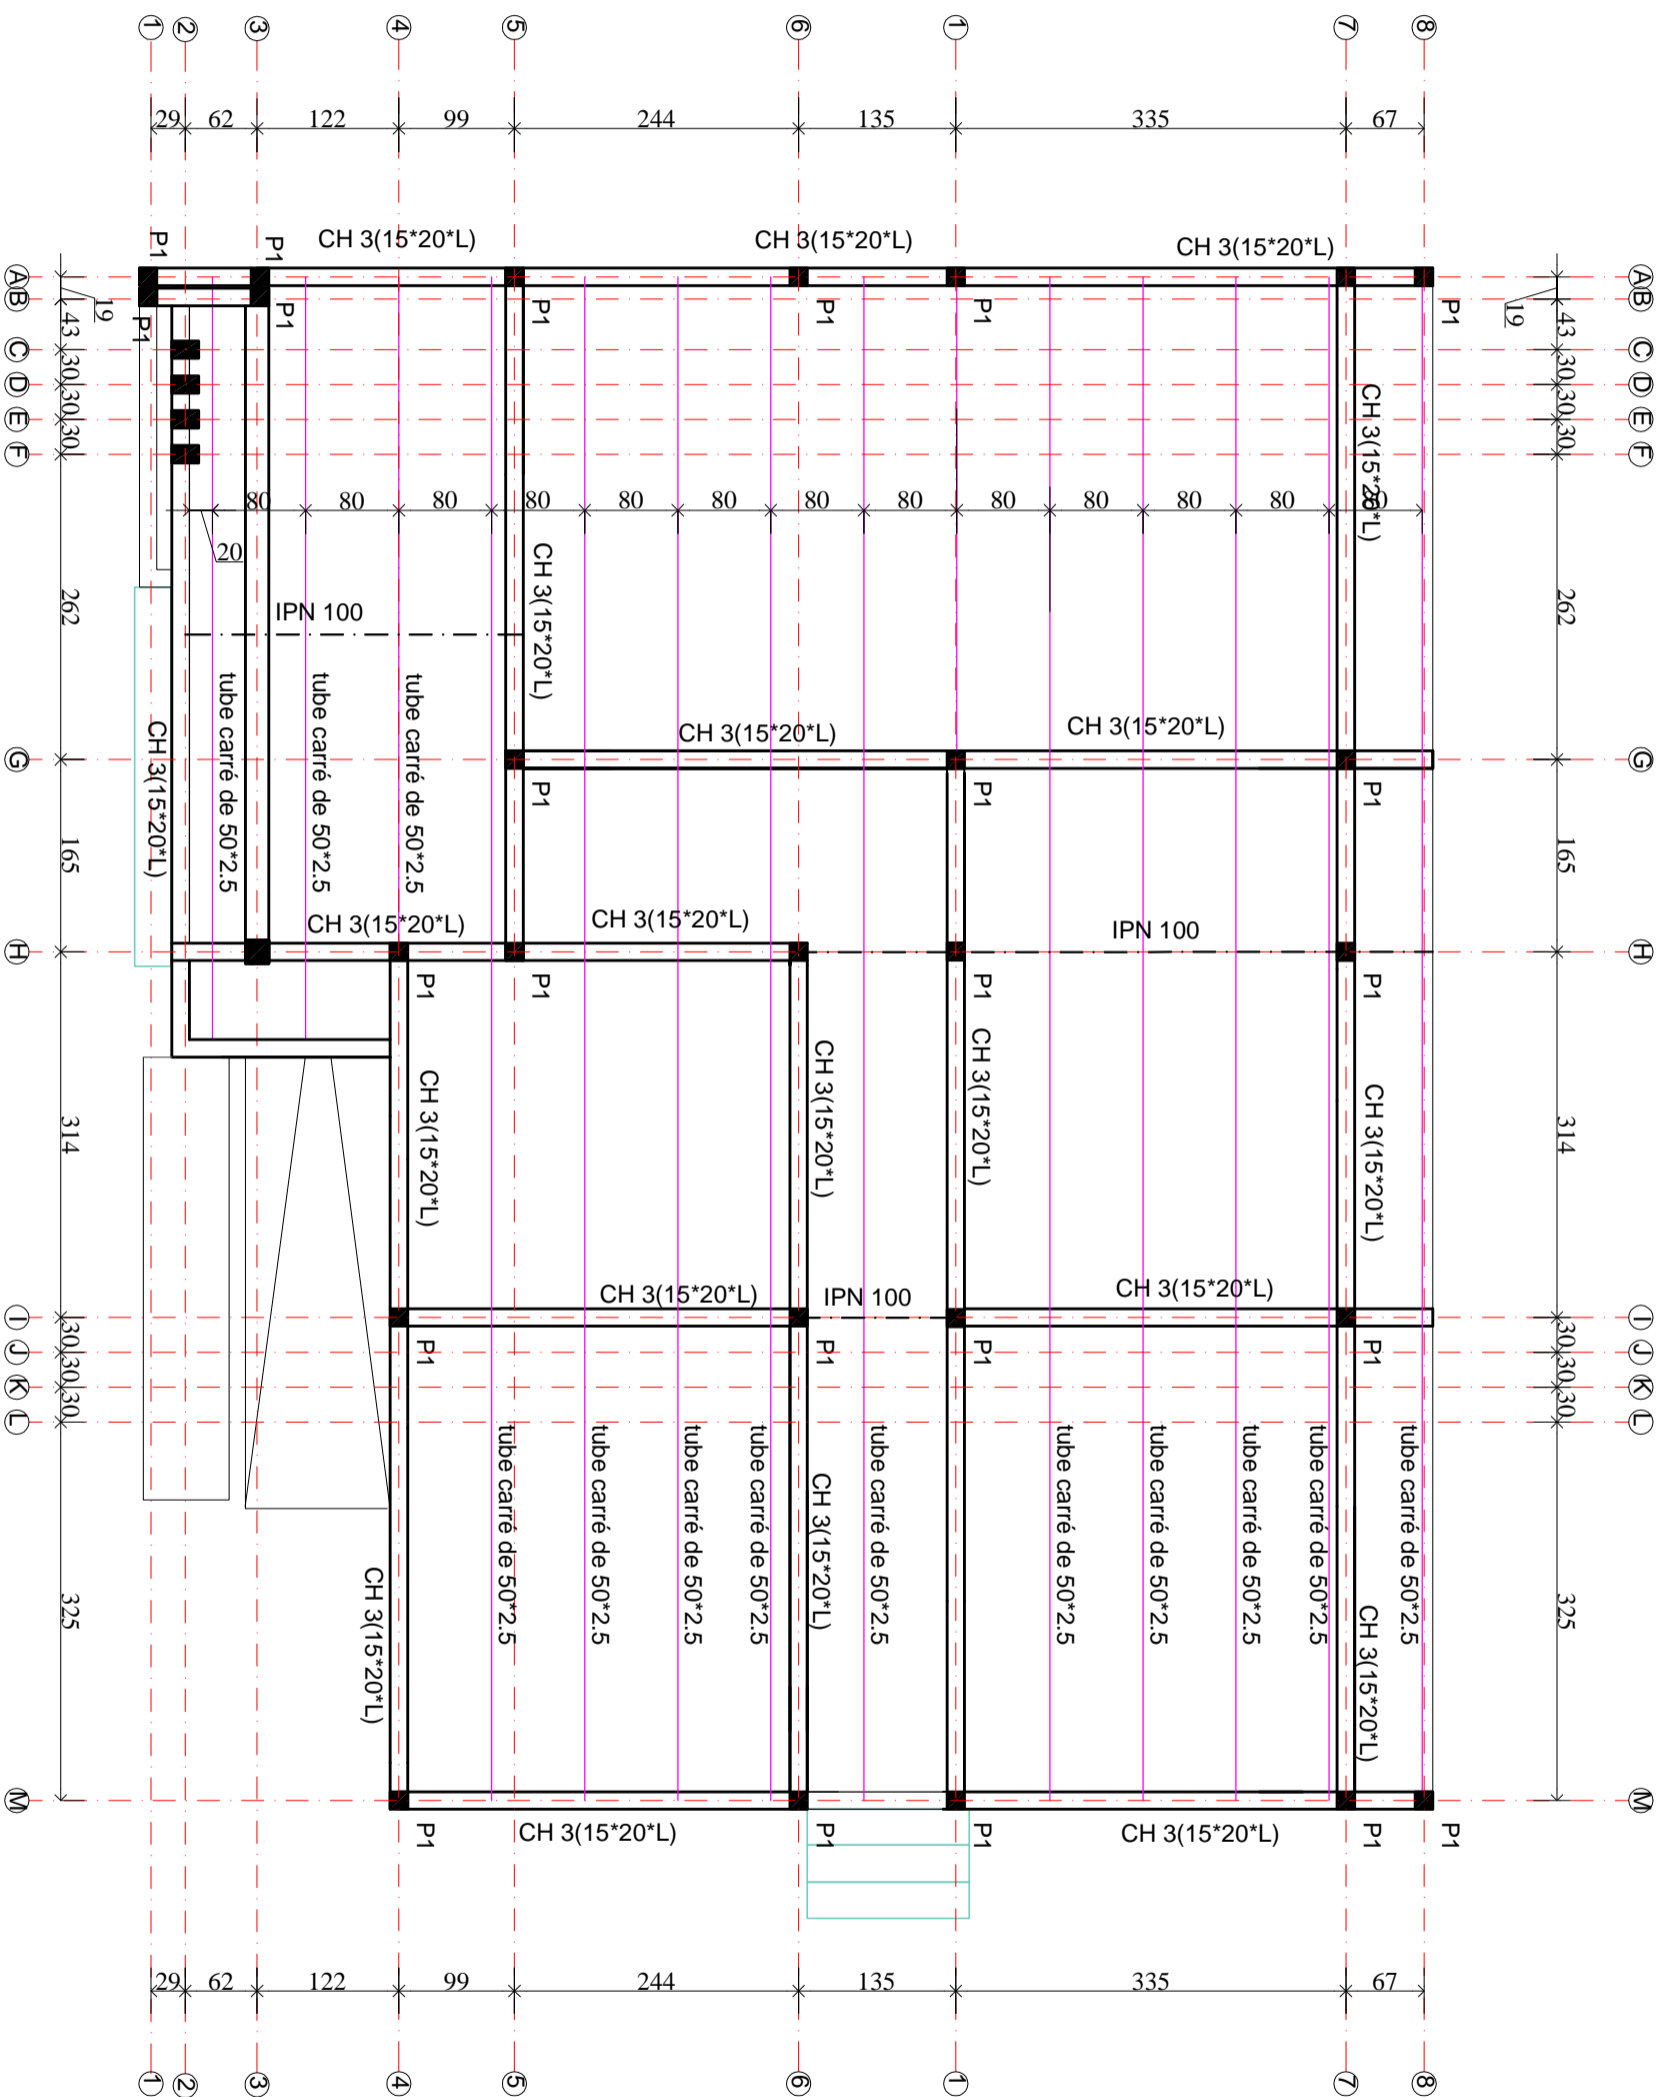 1
2
3
4
5
6
1
7
8
29
62
122
99
244
135
335
67
CH 3(15*20*L)
CH 3(15*20*L)
CH 3(15*20*L)
P1
P1
A
A
B
B
19
19
P1
P1
P1
P1
P1
P1
43
43
C
C
30
30
D
D
30
30
E
E
30
30
F
F
CH 3(15*20*L)
80
80
80
80
80
80
80
80
80
80
80
80
80
20
CH 3(15*20*L)
262
262
IPN 100
tube carré de 50*2.5
tube carré de 50*2.5
tube carré de 50*2.5
CH 3(15*20*L)
CH 3(15*20*L)
CH 3(15*20*L)
G
G
P1
P1
P1
165
165
CH 3(15*20*L)
CH 3(15*20*L)
IPN 100
H
H
P1
P1
P1
P1
CH 3(15*20*L)
CH 3(15*20*L)
CH 3(15*20*L)
CH 3(15*20*L)
314
314
CH 3(15*20*L)
IPN 100
CH 3(15*20*L)
I
I
P1
P1
P1
P1
30
30
J
J
30
30
K
K
30
30
L
L
tube carré de 50*2.5
tube carré de 50*2.5
tube carré de 50*2.5
tube carré de 50*2.5
tube carré de 50*2.5
tube carré de 50*2.5
tube carré de 50*2.5
tube carré de 50*2.5
tube carré de 50*2.5
tube carré de 50*2.5
CH 3(15*20*L)
CH 3(15*20*L)
CH 3(15*20*L)
325
325
M
M
P1
P1
P1
P1
P1
CH 3(15*20*L)
CH 3(15*20*L)
29
62
122
99
244
135
335
67
1
2
3
4
5
6
1
7
8